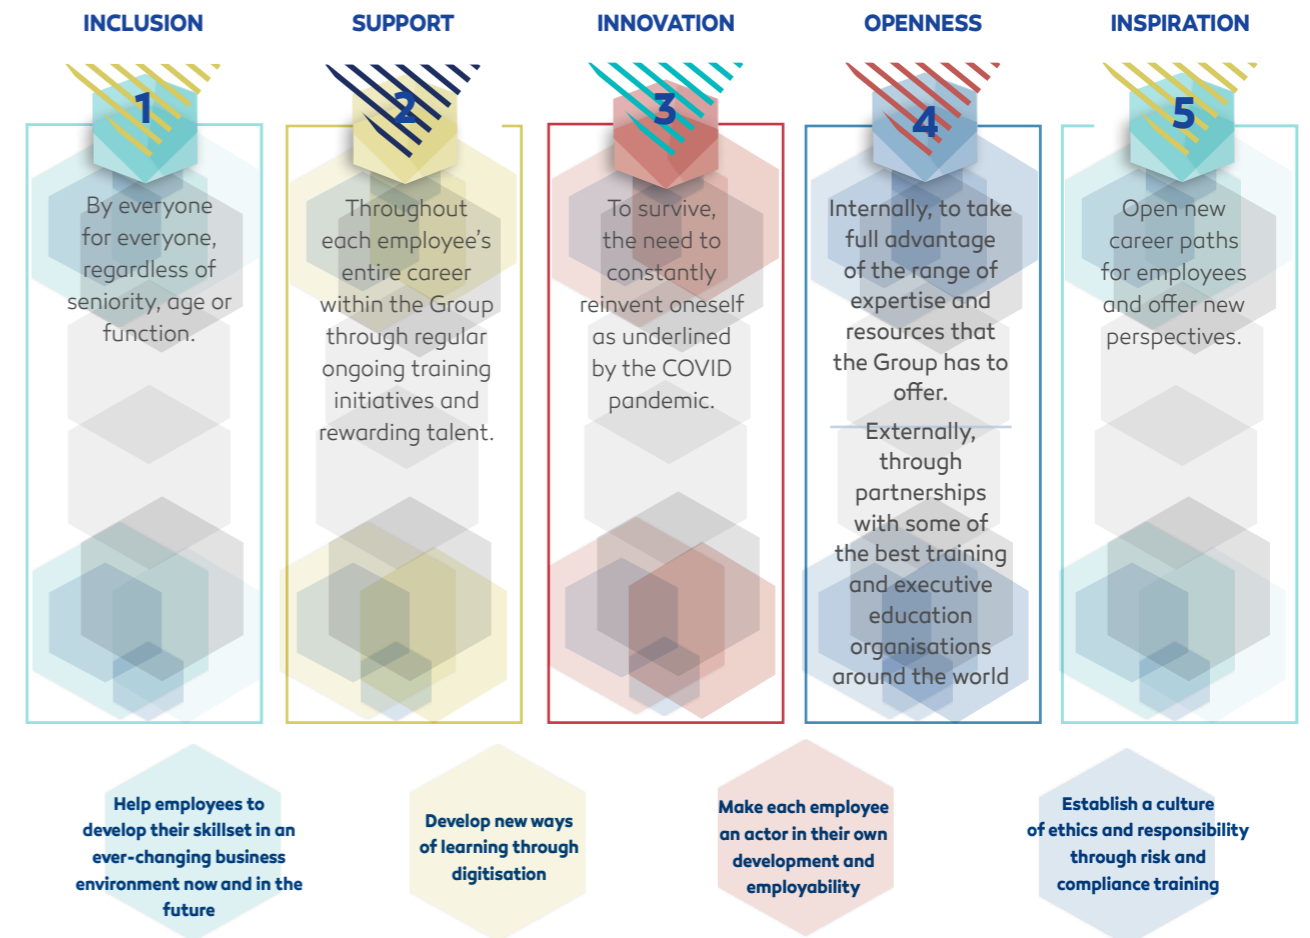 INCLUSION
1
By everyone
for everyone,
regardless of
seniority, age or
function.
SUPPORT
2
Throughout
each employee's
entire career
within the Group
through regular
ongoing training
initiatives and
rewarding talent.
INNOVATION
3
To survive,
the need to
constantly
reinvent oneself
as underlined
by the COVID
pandemic.
OPENNESS
4
Internally, to take
full advantage
of the range of
expertise and
resources that
the Group has to
offer.
Externally,
through
partnerships
with some of
the best training
and executive
education
organisations
around the world
INSPIRATION
5
Open new
career paths
for employees
and offer new
perspectives.
Help employees to
develop their skillset in an
ever-changing business
environment now and in the
future
Develop new ways
of learning through
digitisation
Make each employee
an actor in their own
development and
employability
Establish a culture
of ethics and responsibility
through risk and
compliance training